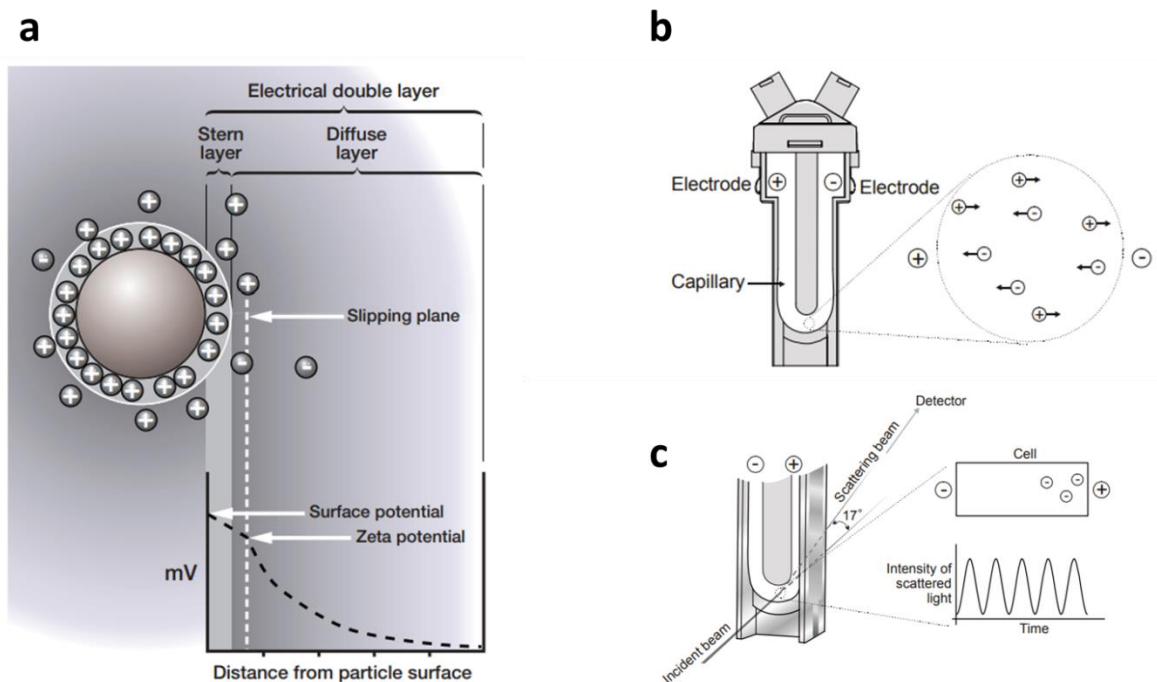 a
Electrical double layer
Stern
layer
Diffuse
layer
+ + + + + + + + + + + + + + + + + + + + + + + + + +
- - -
Slipping plane
Surface potential
Zeta potential
mV
Distance from particle surface
b
Electrode + - Electrode
Capillary
+ -
+ + + +
- - - -
c
Detector
Scattering beam
17°
- +
Incident beam
Cell
- - - - +
Intensity of
scattered
light
Time